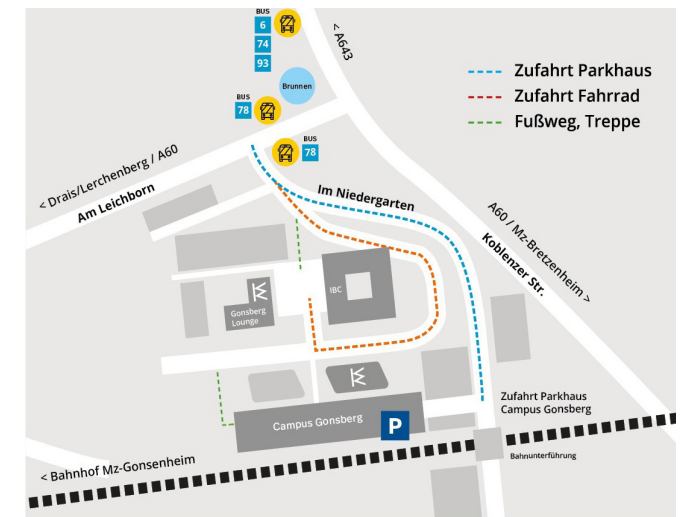 BUS
6
74
93
< A643
Brunnen
BUS
78
BUS
78
Zufahrt Parkhaus
Zufahrt Fahrrad
Fußweg, Treppe
< Drais/Lerchenberg / A60
Am Leichborn
Im Niedergarten
A60 / Mz-Bretzenheim >
Koblenzer Str.
IBC
Gonsberg
Lounge
Campus Gonsberg
P
Zufahrt Parkhaus
Campus Gonsberg
Bahnunterführung
< Bahnhof Mz-Gonsenheim